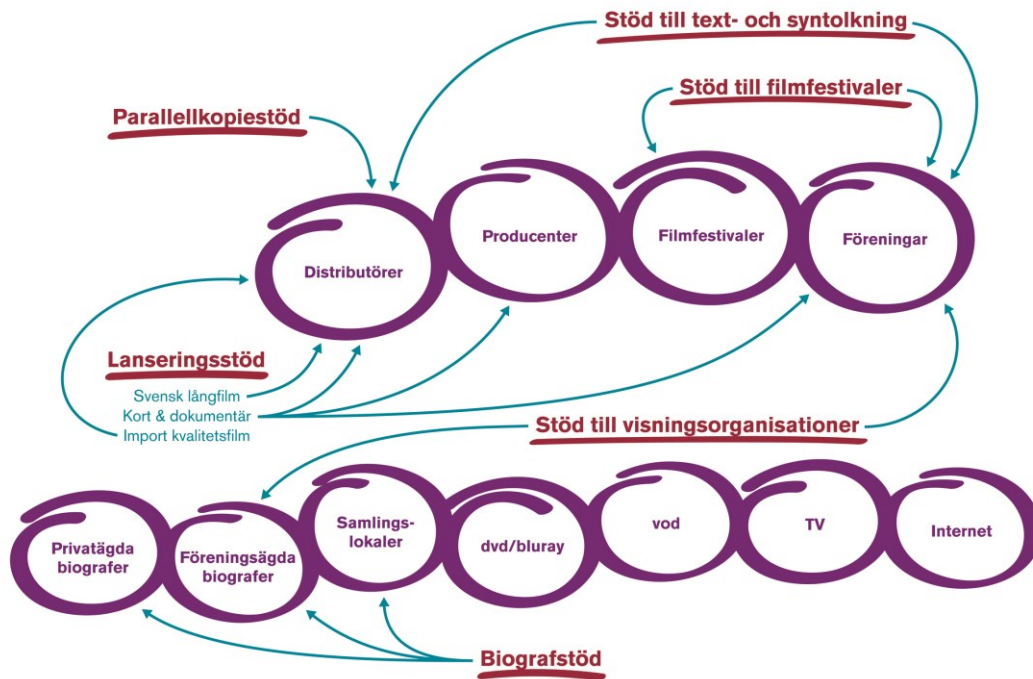 Stöd till text- och syntolkning
Stöd till filmfestivaler
Parallellkopiestöd
Distributörer
Producenter
Filmfestivaler
Föreningar
Lanseringsstöd
Svensk långfilm
Kort & dokumentär
Import kvalitetsfilm
Stöd till visningsorganisationer
Privatägda
biografer
Föreningsägda
biografer
Samlings-
lokaler
dvd/bluray
vod
TV
Internet
Biografstöd